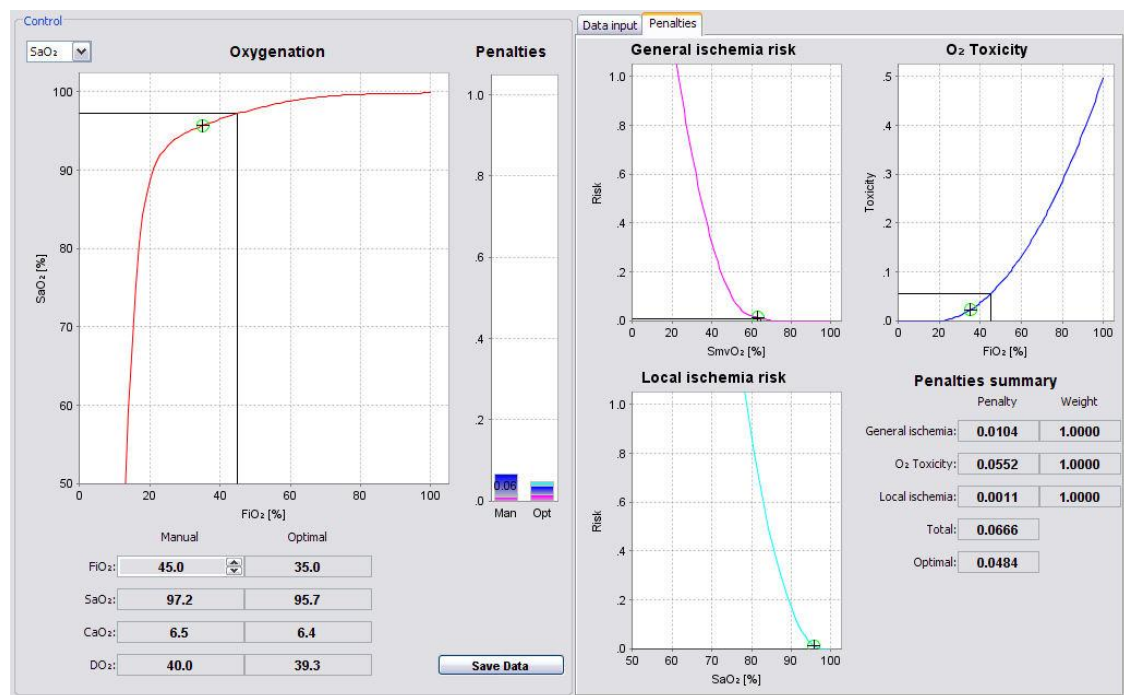 Control
SaO₂
Oxygenation
Penalties
100
90
80
70
60
50
SaO₂ [%]
0 20 40 60 80 100
FiO₂ [%]
1.0
.8
.6
.4
.2
.0
0.06
Man Opt
Manual Optimal
FiO₂: 45.0 35.0
SaO₂: 97.2 95.7
CaO₂: 6.5 6.4
DO₂: 40.0 39.3
Save Data
Data input Penalties
General ischemia risk
1.0
.8
.6
.4
.2
.0
Risk
0 20 40 60 80 100
SmvO₂ [%]
O₂ Toxicity
.5
.4
.3
.2
.1
.0
Toxicity
0 20 40 60 80 100
FiO₂ [%]
Local ischemia risk
1.0
.8
.6
.4
.2
.0
Risk
50 60 70 80 90 100
SaO₂ [%]
Penalties summary
Penalty Weight
General ischemia: 0.0104 1.0000
O₂ Toxicity: 0.0552 1.0000
Local ischemia: 0.0011 1.0000
Total: 0.0666
Optimal: 0.0484